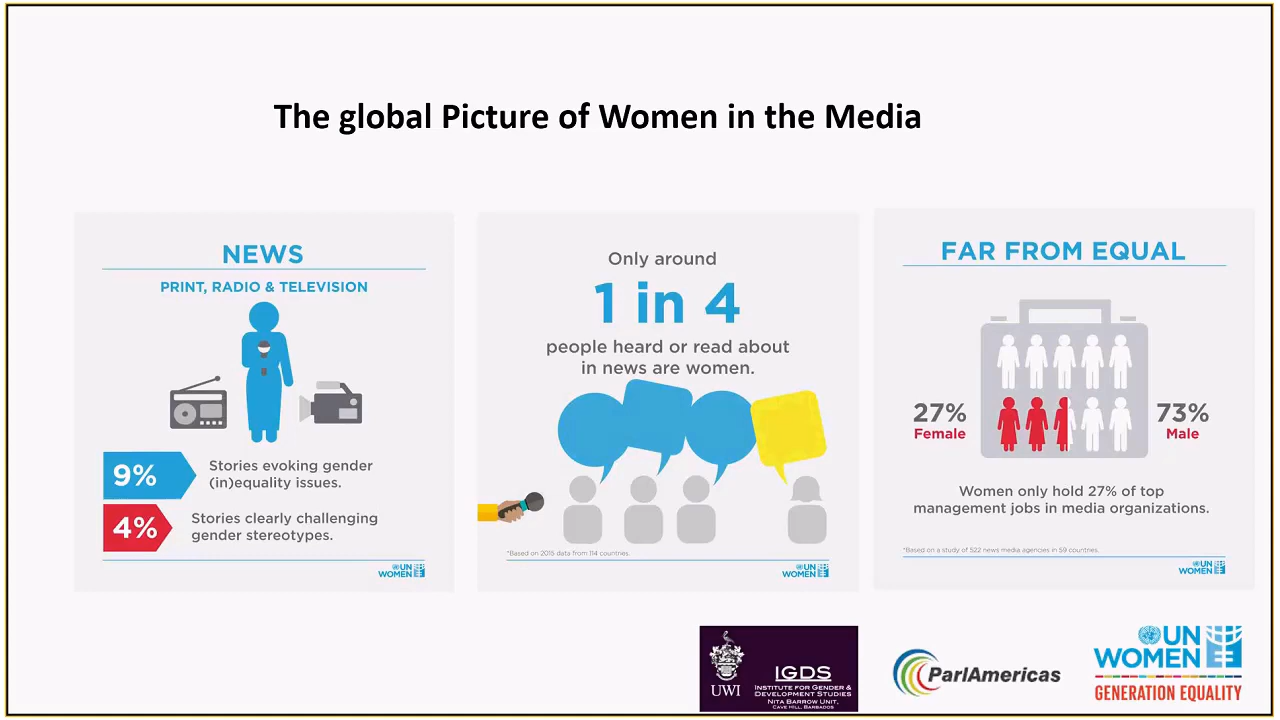 The global Picture of Women in the Media
NEWS
PRINT, RADIO & TELEVISION
9%
Stories evoking gender
(in)equality issues.
4%
Stories clearly challenging
gender stereotypes.
UN
WOMEN
Only around
1 in 4
people heard or read about
in news are women.
*Based on 2015 data from 114 countries.
UN
WOMEN
FAR FROM EQUAL
27%
Female
73%
Male
Women only hold 27% of top
management jobs in media organizations.
*Based on a study of 522 news media agencies in 59 countries.
UN
WOMEN
UWI
IGDS
INSTITUTE FOR GENDER &
DEVELOPMENT STUDIES
NITA BARROW UNIT,
CAVE HILL, BARBADOS
ParlAmericas
UN
WOMEN
GENERATION EQUALITY